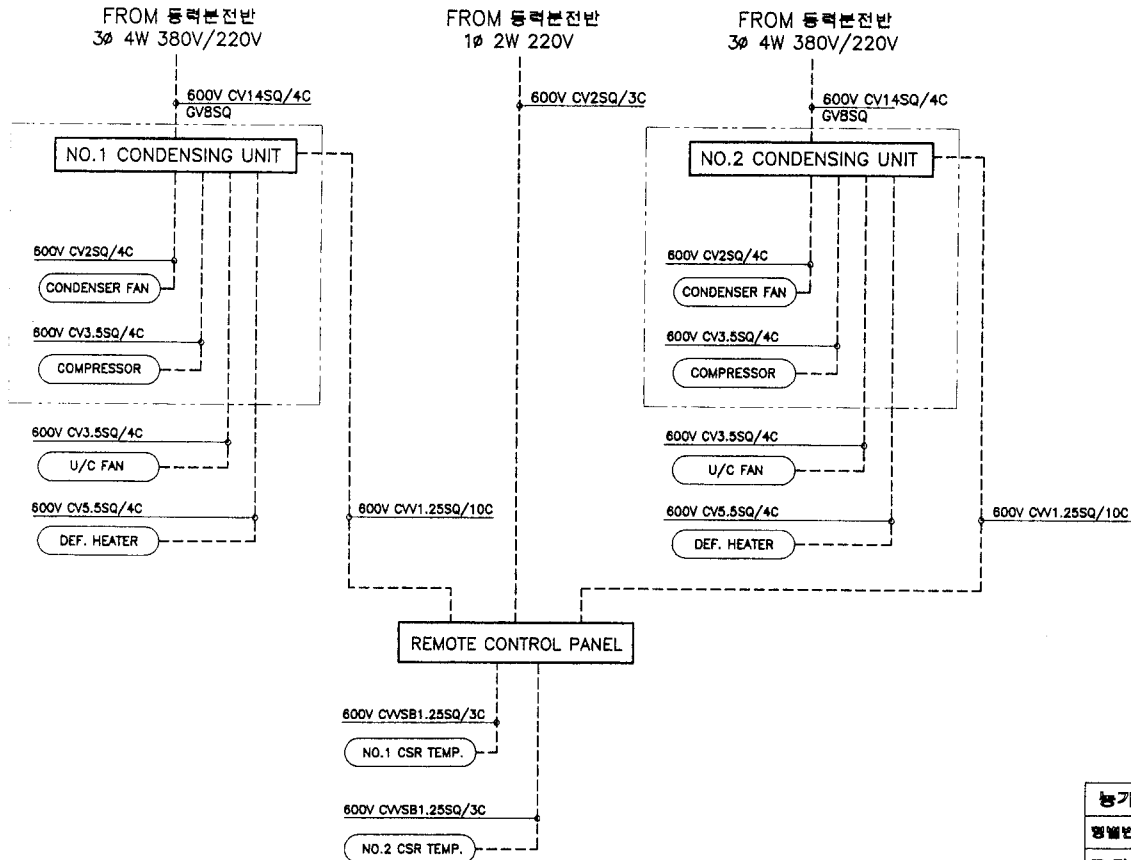 FROM 동력분전반
3ø 4W 380V/220V
600V CV14SQ/4C
GV8SQ
NO.1 CONDENSING UNIT
600V CV2SQ/4C
CONDENSER FAN
600V CV3.5SQ/4C
COMPRESSOR
600V CV3.5SQ/4C
U/C FAN
600V CV5.5SQ/4C
DEF. HEATER
600V CVV1.25SQ/10C
FROM 동력분전반
1ø 2W 220V
600V CV2SQ/3C
FROM 동력분전반
3ø 4W 380V/220V
600V CV14SQ/4C
GV8SQ
NO.2 CONDENSING UNIT
600V CV2SQ/4C
CONDENSER FAN
600V CV3.5SQ/4C
COMPRESSOR
600V CV3.5SQ/4C
U/C FAN
600V CV5.5SQ/4C
DEF. HEATER
600V CVV1.25SQ/10C
REMOTE CONTROL PANEL
600V CVVSB1.25SQ/3C
NO.1 CSR TEMP.
600V CVVSB1.25SQ/3C
NO.2 CSR TEMP.